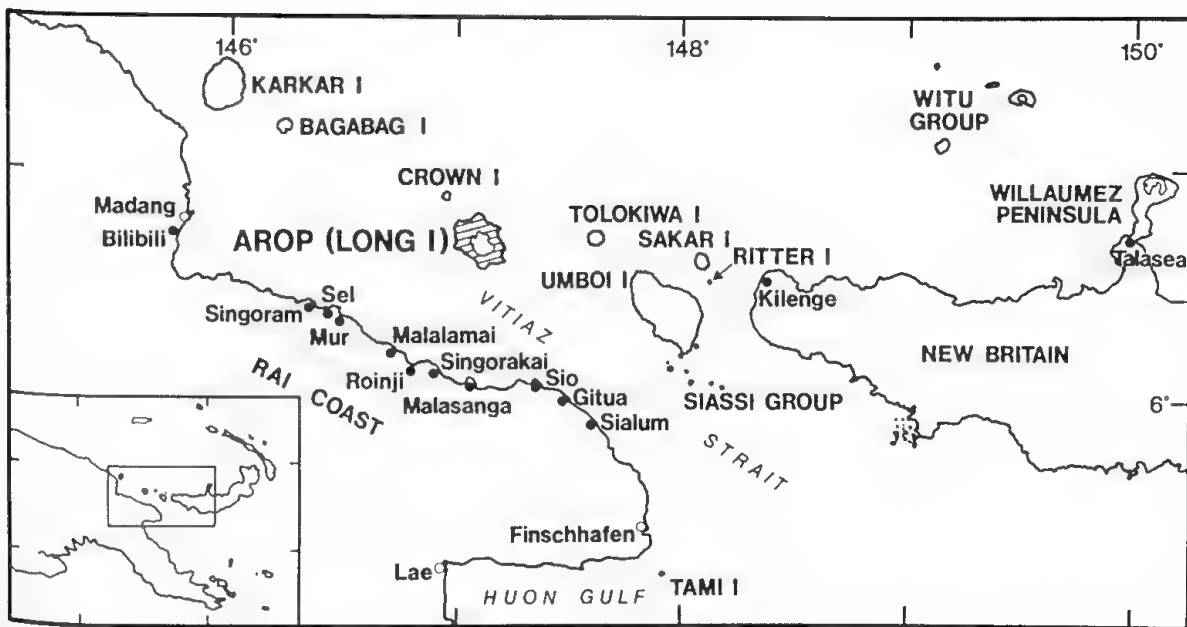 146°
148°
150°
KARKAR I
BAGABAG I
WITU
GROUP
CROWN I
WILLAUMEZ
PENINSULA
Madang
Bilibili
AROP (LONG I)
TOLOKIWA I
SAKAR I
RITTER I
UMBOI I
Talasea
Kilenge
Sel
Singoram
Mur
VITIAZ
Malalamai
Singorakai
Roinji
NEW BRITAIN
RAI
COAST
Malasanga
Sio
Gitua
Sialum
SIASSI GROUP
6°
STRAIT
Finschhafen
Lae
TAMI I
HUON GULF